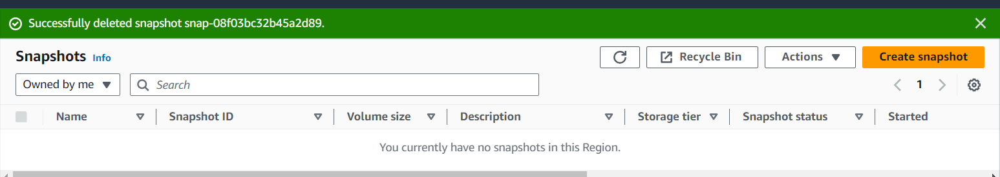 Successfully deleted snapshot snap-08f03bc32b45a2d89.
Snapshots Info Recycle Bin Actions Create snapshot
Owned by me Search 1
Name Snapshot ID Volume size Description Storage tier Snapshot status Started
You currently have no snapshots in this Region.